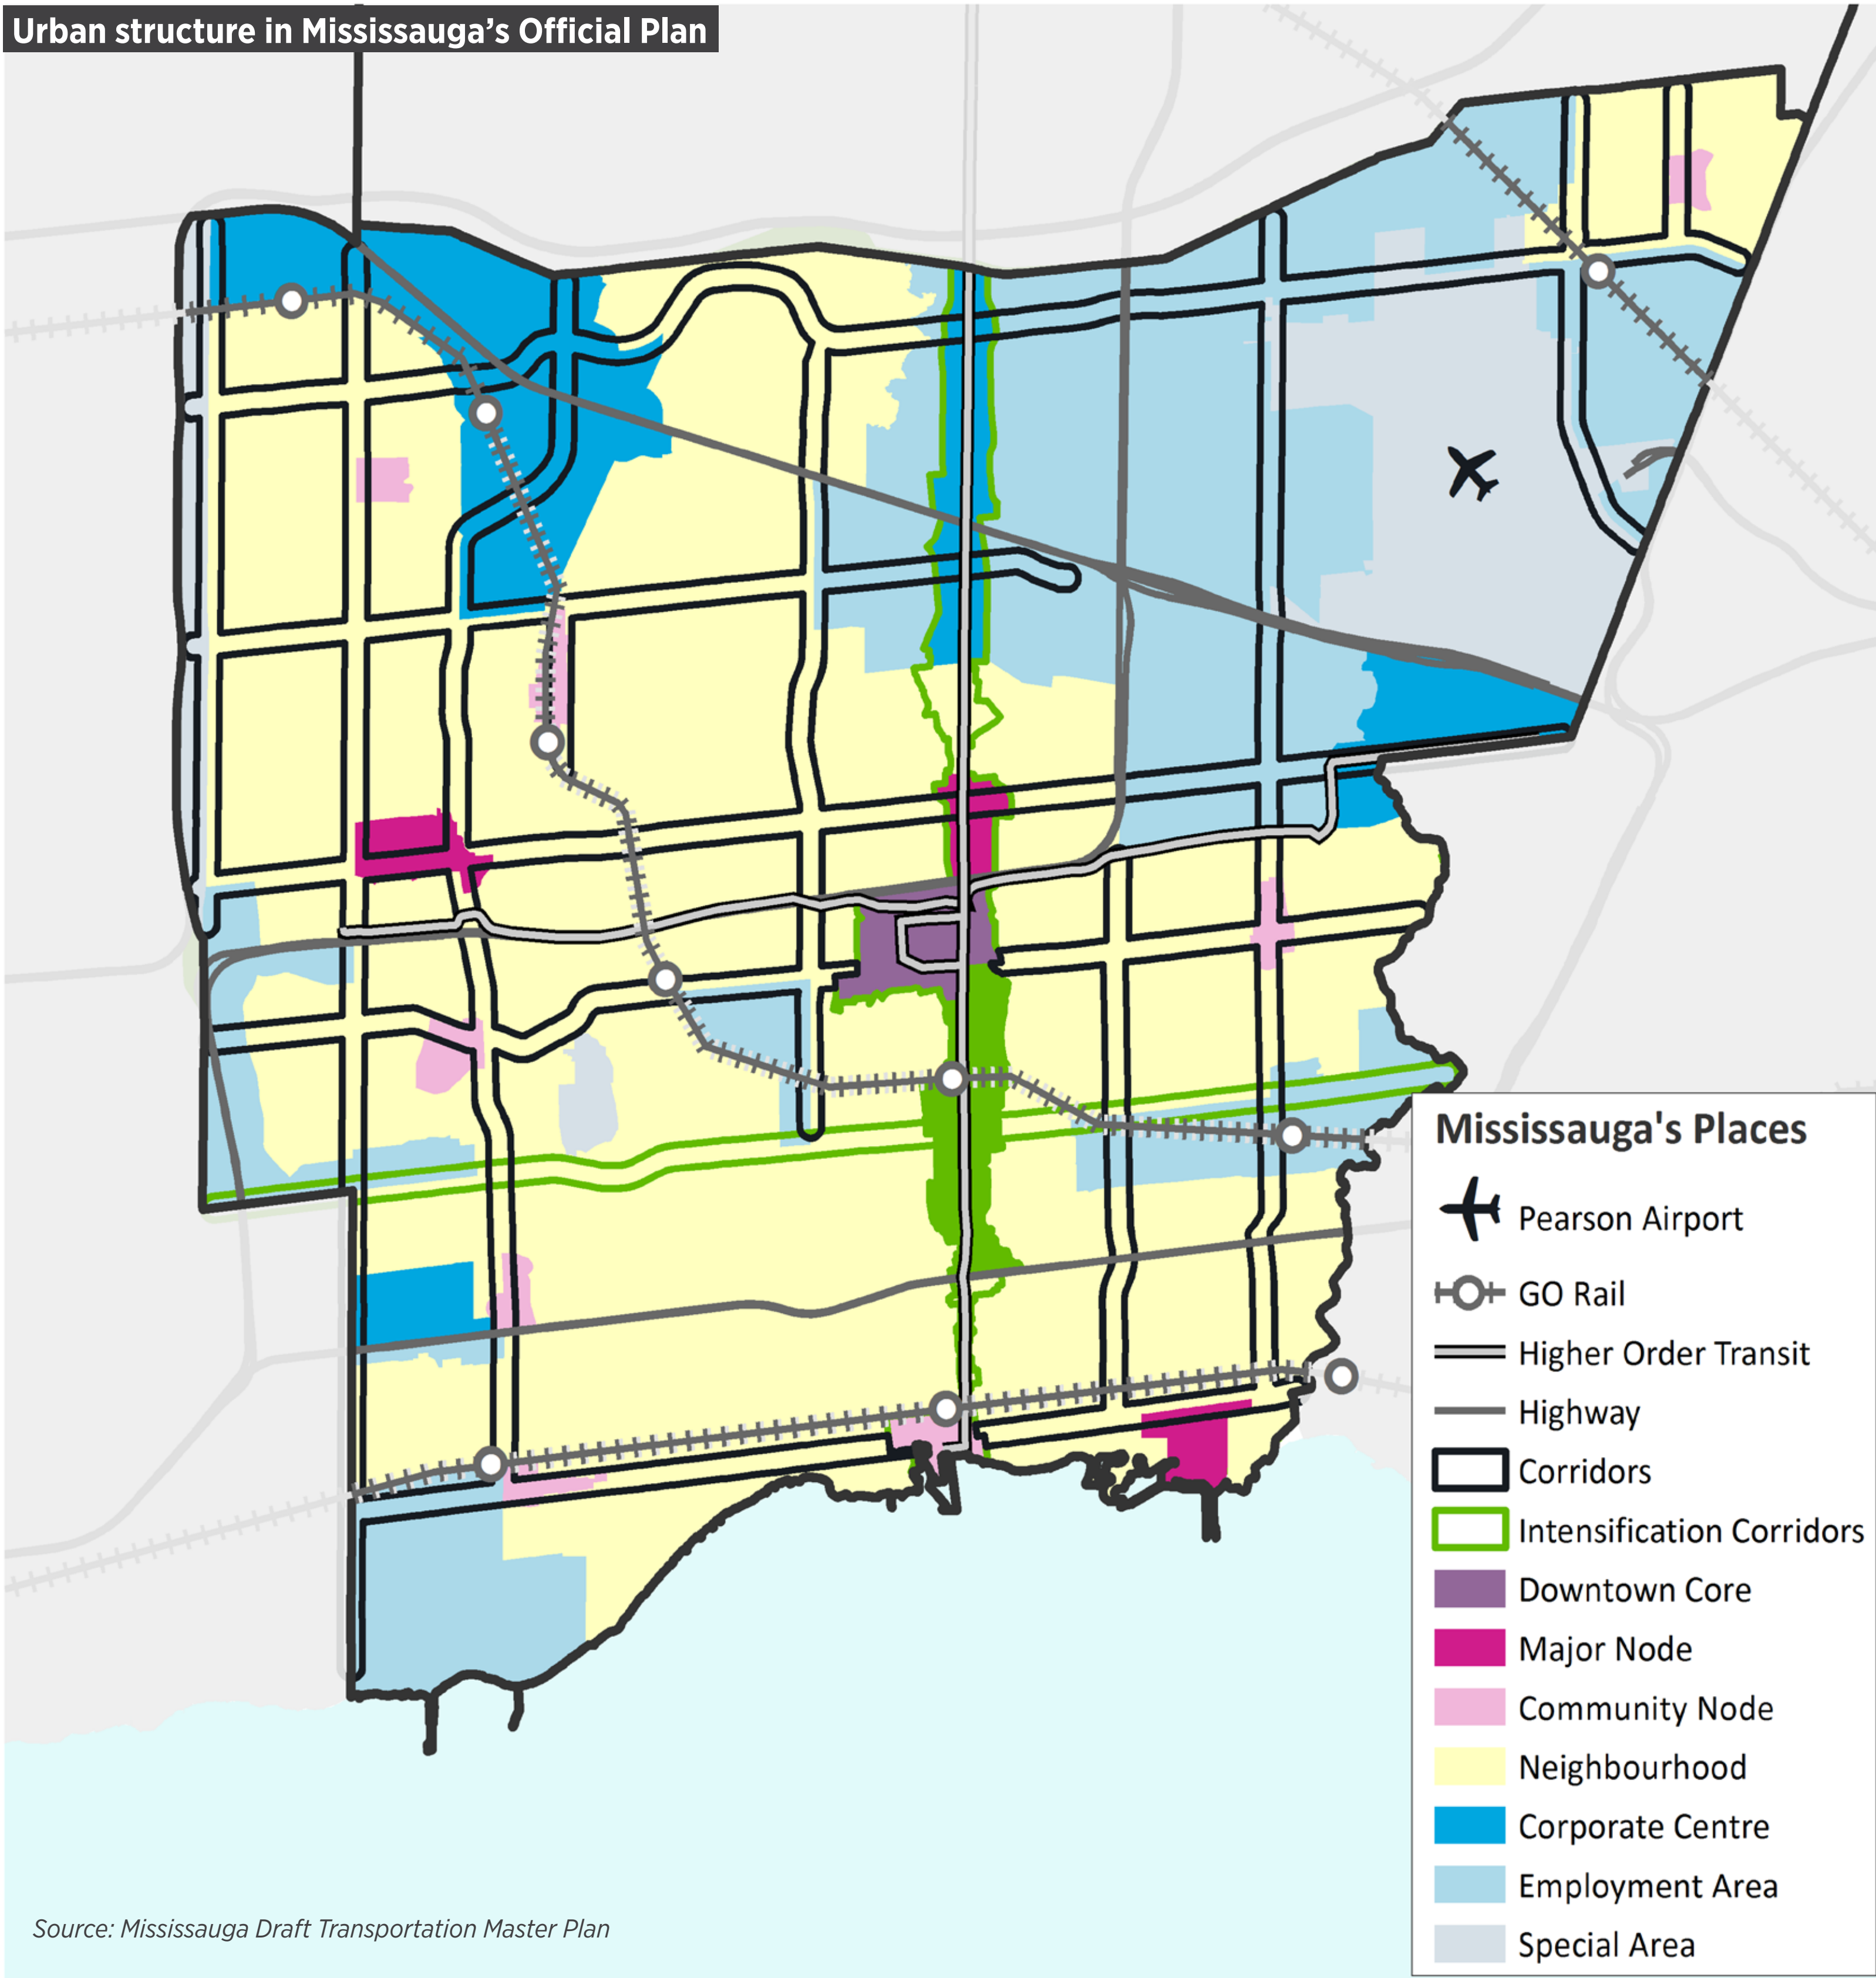 Urban structure in Mississauga's Official Plan
Mississauga's Places
Pearson Airport
GO Rail
Higher Order Transit
Highway
Corridors
Intensification Corridors
Downtown Core
Major Node
Community Node
Neighbourhood
Corporate Centre
Employment Area
Special Area
Source: Mississauga Draft Transportation Master Plan